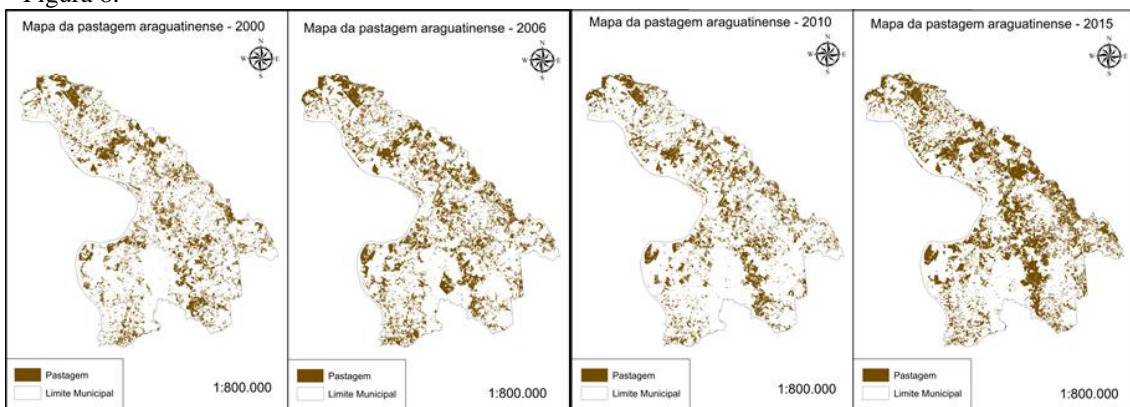 Figura 8.
Mapa da pastagem araguatinense - 2000
N
W E
S
Pastagem
Limite Municipal
1:800.000
Mapa da pastagem araguatinense - 2006
N
W E
S
Pastagem
Limite Municipal
1:800.000
Mapa da pastagem araguatinense - 2010
N
W E
S
Pastagem
Limite Municipal
1:800.000
Mapa da pastagem araguatinense - 2015
N
W E
S
Pastagem
Limite Municipal
1:800.000